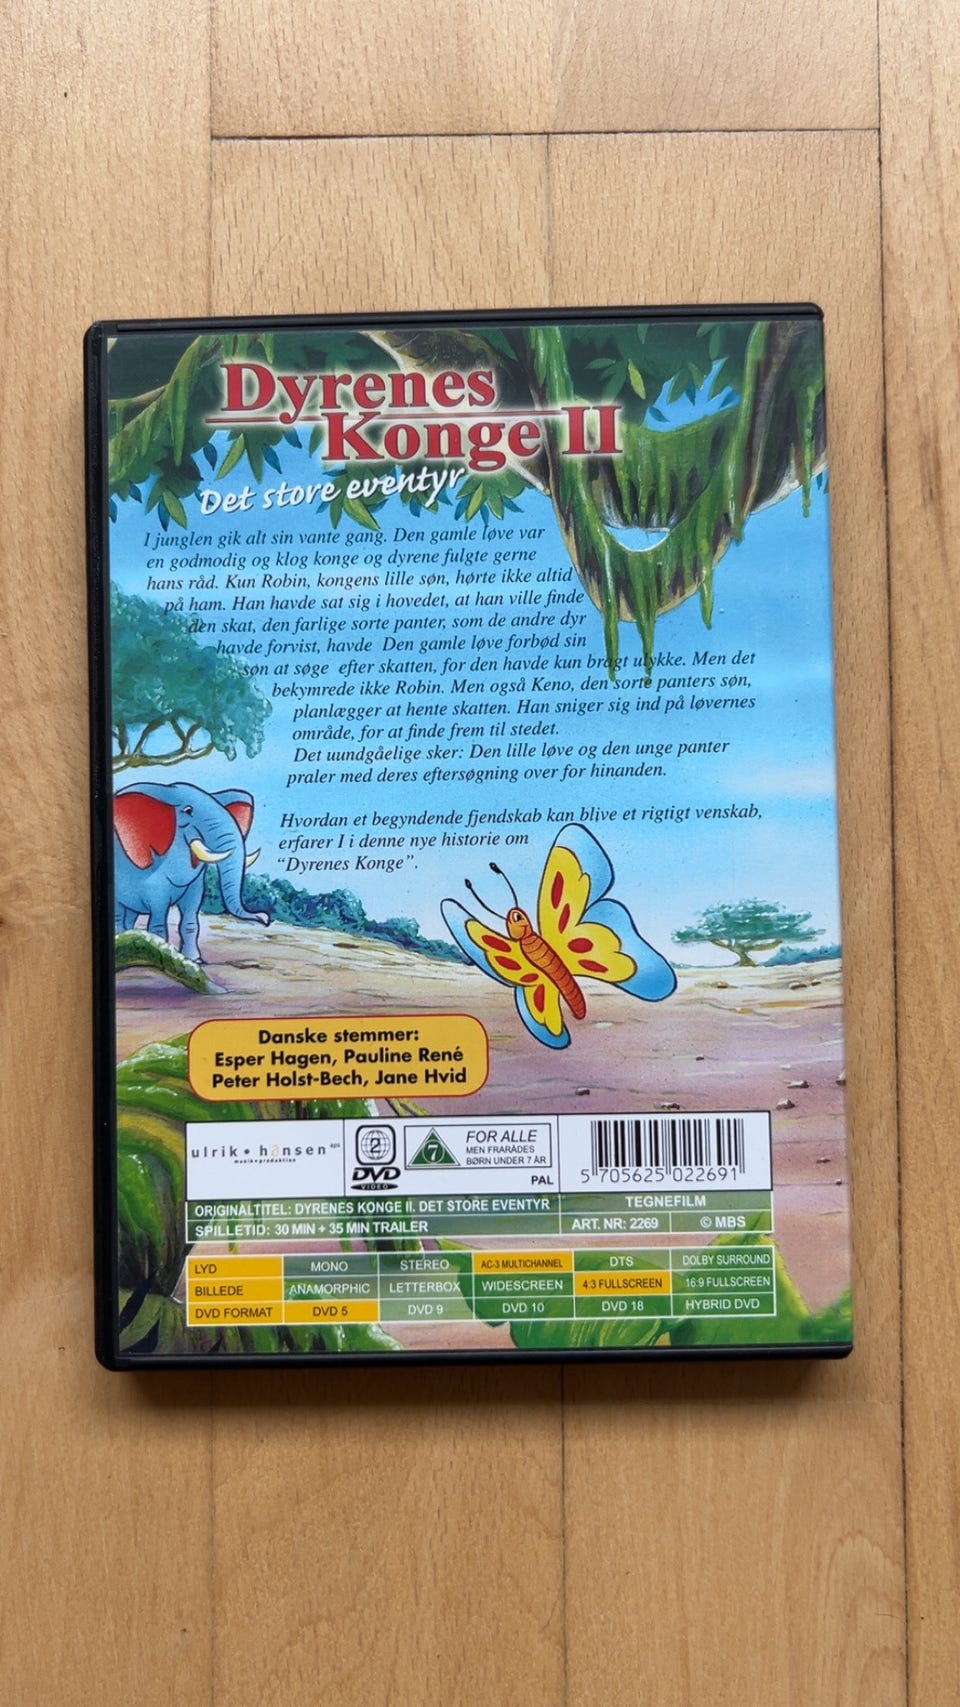 Dyrenes
Konge II
Det store eventyr
I junglen gik alt sin vante gang. Den gamle løve var
en godmodig og klog konge og dyrene fulgte gerne
hans råd. Kun Robin, kongens lille søn, hørte ikke altid
på ham. Han havde sat sig i hovedet, at han ville finde
den skat, den farlige sorte panter, som de andre dyr
havde forvist, havde Den gamle løve forbød sin
søn at søge efter skatten, for den havde kun bragt ulykke. Men det
bekymrede ikke Robin. Men også Keno, den sorte panters søn,
planlægger at hente skatten. Han sniger sig ind på løvernes
område, for at finde frem til stedet.
Det uundgåelige sker: Den lille løve og den unge panter
praler med deres eftersøgning over for hinanden.
Hvordan et begyndende fjendskab kan blive et rigtigt venskab,
erfarer I i denne nye historie om
“Dyrenes Konge”.
Danske stemmer:
Esper Hagen, Pauline René
Peter Holst-Bech, Jane Hvid
ulrik • hansen aps
musik•produktion
2
DVD
VIDEO
7
FOR ALLE
MEN FRARÅDES
BØRN UNDER 7 ÅR
PAL
5 705625 022691
ORIGINALTITEL: DYRENES KONGE II. DET STORE EVENTYR
TEGNEFILM
SPILLETID: 30 MIN + 35 MIN TRAILER
ART. NR: 2269
© MBS
LYD MONO STEREO AC-3 MULTICHANNEL DTS DOLBY SURROUND
BILLEDE ANAMORPHIC LETTERBOX WIDESCREEN 4:3 FULLSCREEN 16:9 FULLSCREEN
DVD FORMAT DVD 5 DVD 9 DVD 10 DVD 18 HYBRID DVD